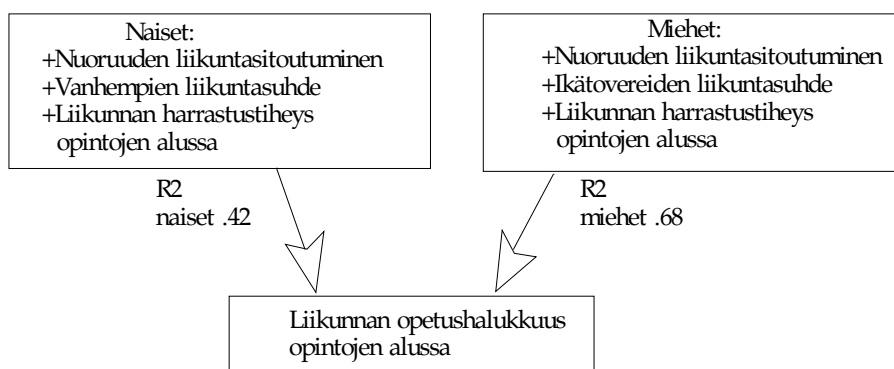 Naiset:
+Nuoruuden liikuntasitoutuminen
+Vanhempien liikuntasuhde
+Liikunnan harrastustiheys
opintojen alussa
Miehet:
+Nuoruuden liikuntasitoutuminen
+Ikätovereiden liikuntasuhde
+Liikunnan harrastustiheys
opintojen alussa
R2
naiset .42
R2
miehet .68
Liikunnan opetushalukkuus
opintojen alussa